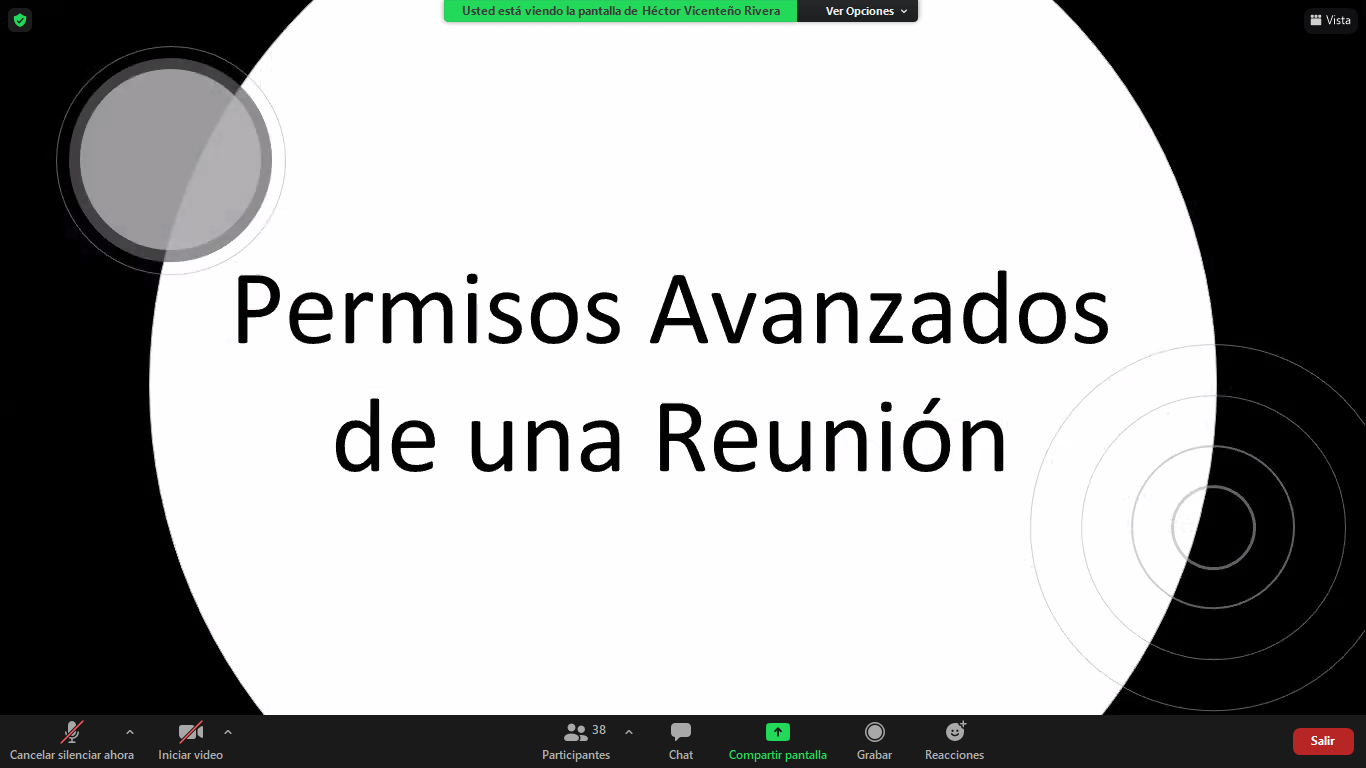 Usted está viendo la pantalla de Héctor Vicenteño Rivera
Ver Opciones
Vista
Permisos Avanzados
de una Reunión
Cancelar silenciar ahora
Iniciar video
38
Participantes
Chat
Compartir pantalla
Grabar
Reacciones
Salir